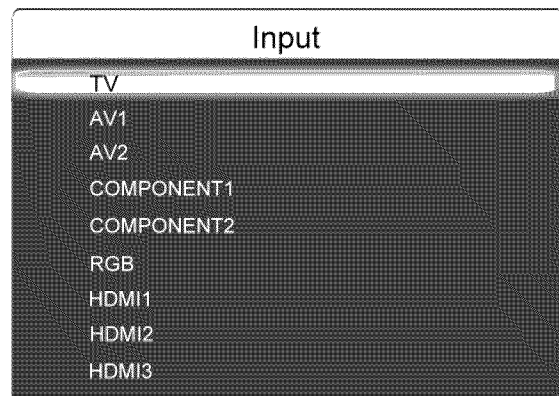 Input
TV
AV1
AV2
COMPONENT1
COMPONENT2
RGB
HDMI1
HDMI2
HDMI3